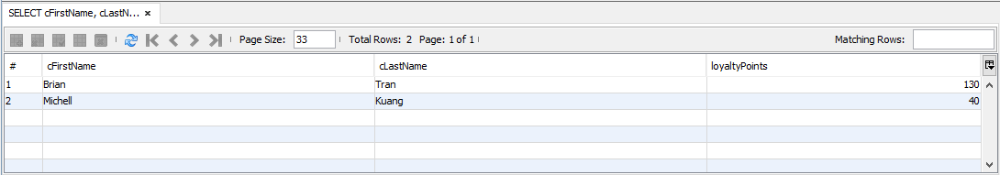 SELECT cFirstName, cLastN... ×
Page Size: 33 Total Rows: 2 Page: 1 of 1 Matching Rows:
# cFirstName cLastName loyaltyPoints
1 Brian Tran 130
2 Michell Kuang 40